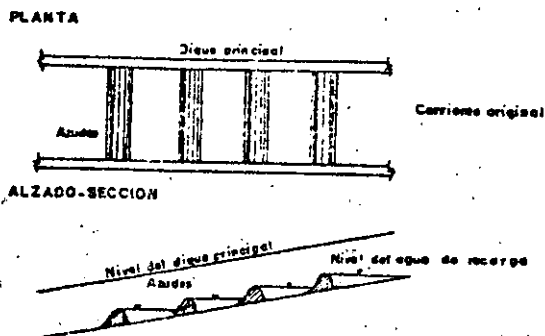 PLANTA
Dique principal
Corriente original
Azudes
ALZADO-SECCION
Nivel del dique principal
Nivel del agua de recarga
Azudes